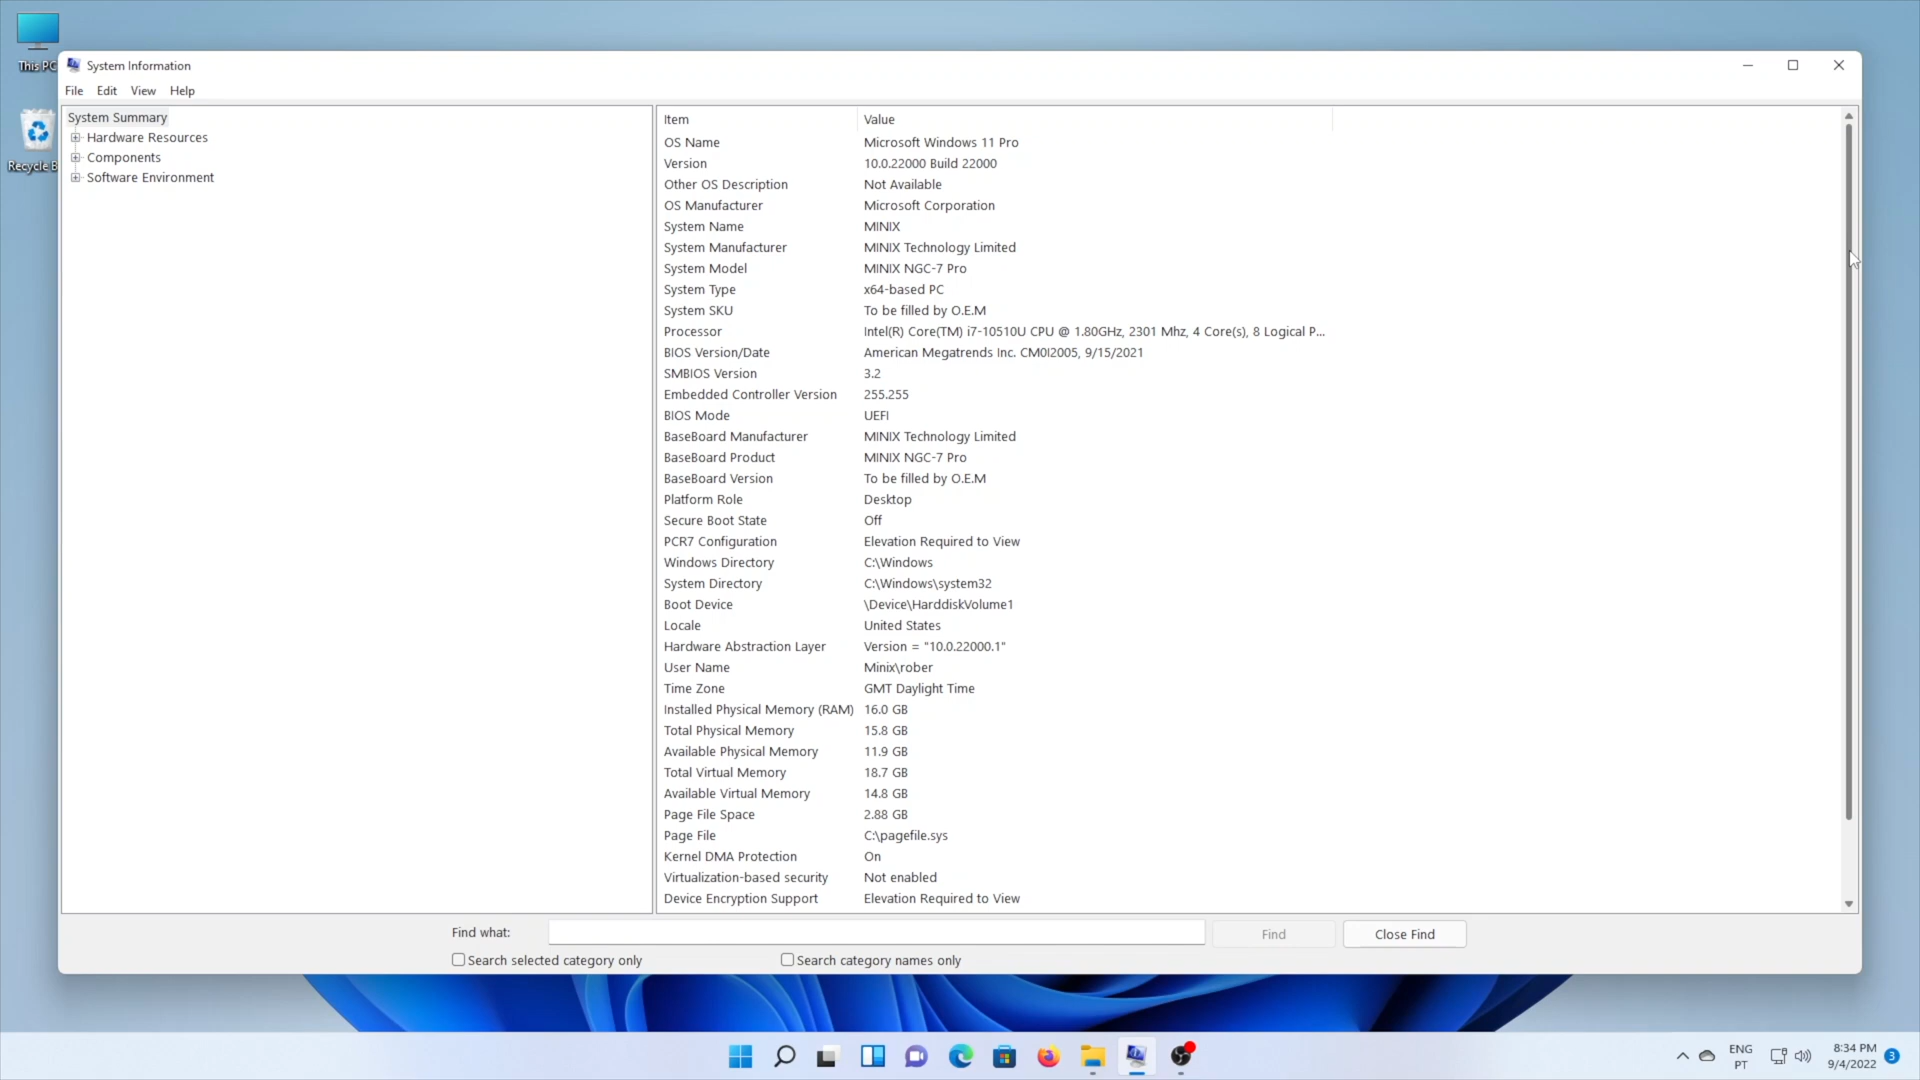 This PC
Recycle B
System Information
File Edit View Help
System Summary
Hardware Resources
Components
Software Environment
Item Value
OS Name Microsoft Windows 11 Pro
Version 10.0.22000 Build 22000
Other OS Description Not Available
OS Manufacturer Microsoft Corporation
System Name MINIX
System Manufacturer MINIX Technology Limited
System Model MINIX NGC-7 Pro
System Type x64-based PC
System SKU To be filled by O.E.M
Processor Intel(R) Core(TM) i7-10510U CPU @ 1.80GHz, 2301 Mhz, 4 Core(s), 8 Logical P...
BIOS Version/Date American Megatrends Inc. CM0I2005, 9/15/2021
SMBIOS Version 3.2
Embedded Controller Version 255.255
BIOS Mode UEFI
BaseBoard Manufacturer MINIX Technology Limited
BaseBoard Product MINIX NGC-7 Pro
BaseBoard Version To be filled by O.E.M
Platform Role Desktop
Secure Boot State Off
PCR7 Configuration Elevation Required to View
Windows Directory C:\Windows
System Directory C:\Windows\system32
Boot Device \Device\HarddiskVolume1
Locale United States
Hardware Abstraction Layer Version = "10.0.22000.1"
User Name Minix\rober
Time Zone GMT Daylight Time
Installed Physical Memory (RAM) 16.0 GB
Total Physical Memory 15.8 GB
Available Physical Memory 11.9 GB
Total Virtual Memory 18.7 GB
Available Virtual Memory 14.8 GB
Page File Space 2.88 GB
Page File C:\pagefile.sys
Kernel DMA Protection On
Virtualization-based security Not enabled
Device Encryption Support Elevation Required to View
Find what: Find Close Find
Search selected category only Search category names only
ENG 8:34 PM
PT 9/4/2022 3